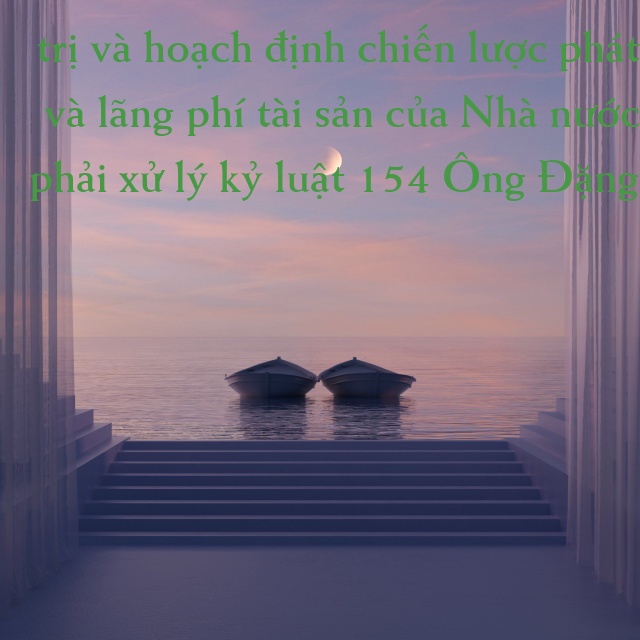 trị và hoạch định chiến lược phát
và lãng phí tài sản của Nhà nước
phải xử lý kỷ luật 154 Ông Đặng